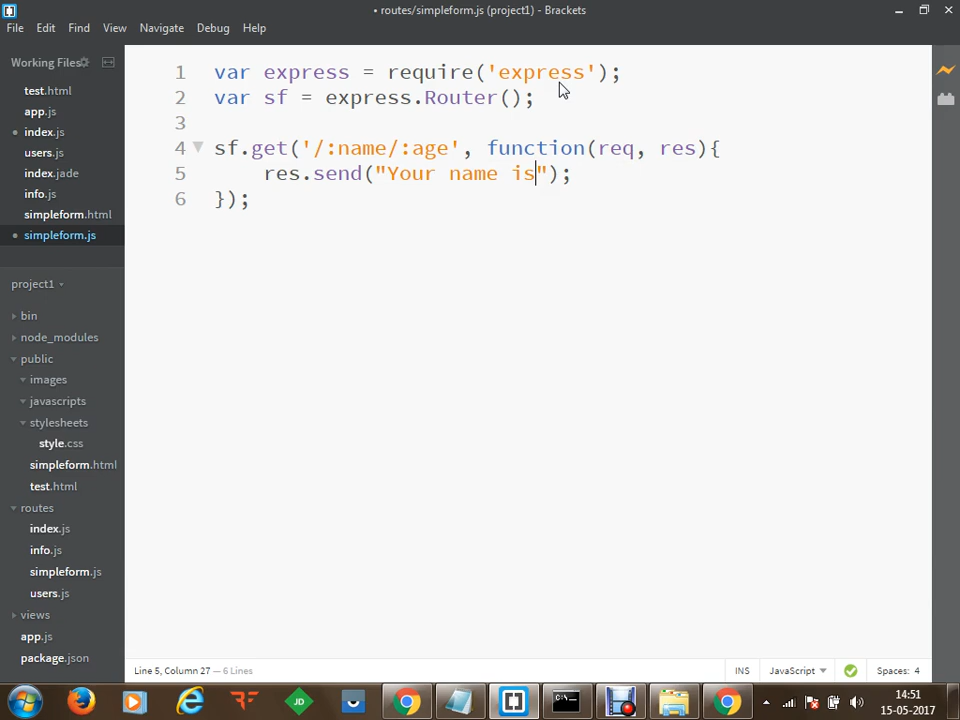 • routes/simpleform.js (project1) - Brackets
File Edit Find View Navigate Debug Help
Working Files
test.html
app.js
• index.js
users.js
index.jade
info.js
simpleform.html
• simpleform.js
project1
bin
node_modules
public
images
javascripts
stylesheets
style.css
simpleform.html
test.html
routes
index.js
info.js
simpleform.js
users.js
views
app.js
package.json
1 var express = require('express');
2 var sf = express.Router();
3
4 sf.get('/:name/:age', function(req, res){
5 res.send("Your name is");
6 });
Line 5, Column 27 — 6 Lines
INS JavaScript Spaces: 4
JD
14:51
15-05-2017